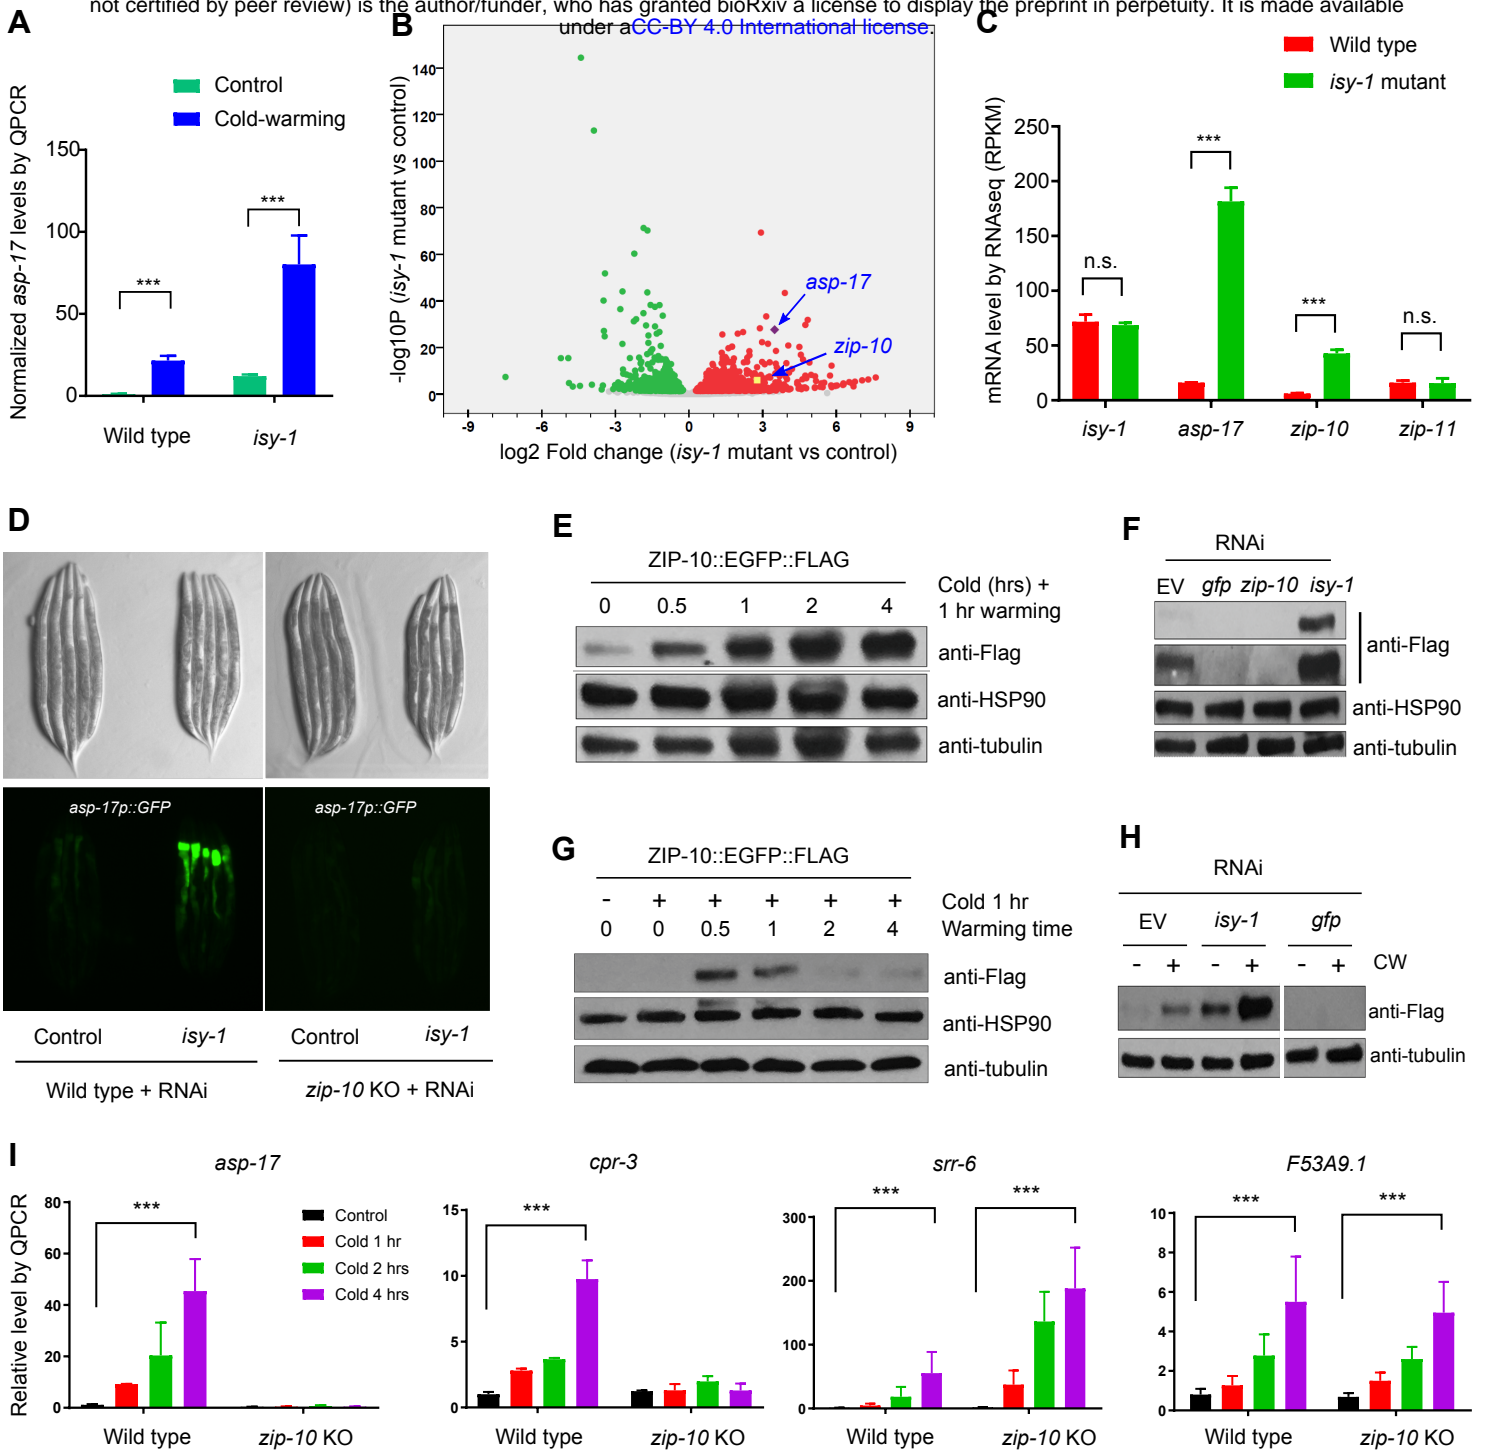 not certified by peer review) is the author/funder, who has granted bioRxiv a license to display the preprint in perpetuity. It is made available
under aCC-BY 4.0 International license.
A
Control
Cold-warming
Normalized asp-17 levels by QPCR
150
100
50
0
***
***
Wild type
isy-1
B
-log10P (isy-1 mutant vs control)
140
120
100
80
60
40
20
0
asp-17
zip-10
-9
-6
-3
0
3
6
9
log2 Fold change (isy-1 mutant vs control)
C
Wild type
isy-1 mutant
mRNA level by RNAseq (RPKM)
250
200
150
100
50
0
n.s.
***
***
n.s.
isy-1
asp-17
zip-10
zip-11
D
asp-17p::GFP
asp-17p::GFP
Control
isy-1
Control
isy-1
Wild type + RNAi
zip-10 KO + RNAi
E
ZIP-10::EGFP::FLAG
0 0.5 1 2 4
Cold (hrs) +
1 hr warming
anti-Flag
anti-HSP90
anti-tubulin
F
RNAi
EV gfp zip-10 isy-1
anti-Flag
anti-HSP90
anti-tubulin
G
ZIP-10::EGFP::FLAG
- + + + + + Cold 1 hr
0 0 0.5 1 2 4 Warming time
anti-Flag
anti-HSP90
anti-tubulin
H
RNAi
EV isy-1 gfp
- + - + - + CW
anti-Flag
anti-tubulin
I
Relative level by QPCR
asp-17
80
60
40
20
0
***
Control
Cold 1 hr
Cold 2 hrs
Cold 4 hrs
Wild type
zip-10 KO
cpr-3
15
10
5
0
***
Wild type
zip-10 KO
srr-6
300
200
100
0
***
***
Wild type
zip-10 KO
F53A9.1
10
8
6
4
2
0
***
***
Wild type
zip-10 KO